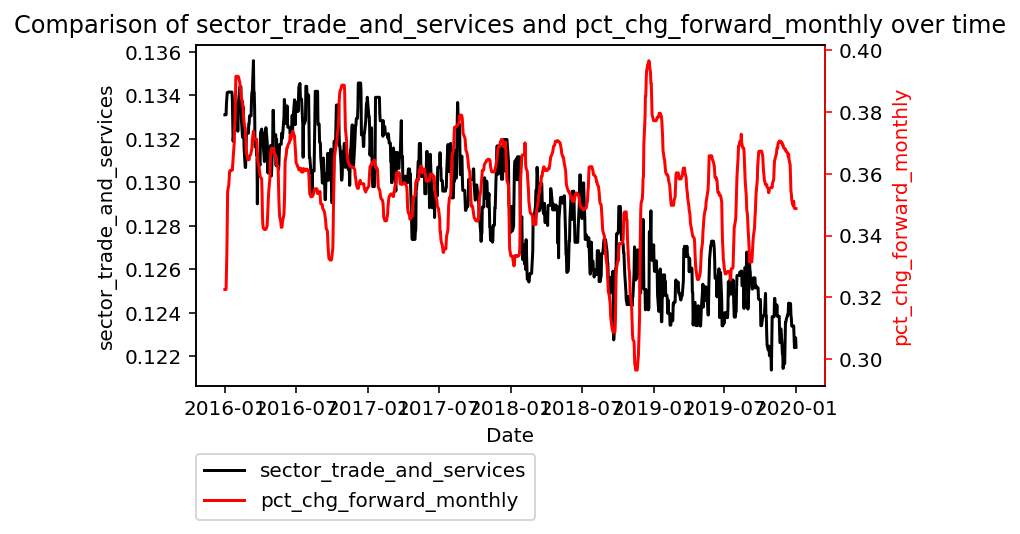 Comparison of sector_trade_and_services and pct_chg_forward_monthly over time
sector_trade_and_services
0.136
0.134
0.132
0.130
0.128
0.126
0.124
0.122
0.40
0.38
0.36
0.34
0.32
0.30
pct_chg_forward_monthly
2016-01 2016-07 2017-01 2017-07 2018-01 2018-07 2019-01 2019-07 2020-01
Date
sector_trade_and_services
pct_chg_forward_monthly